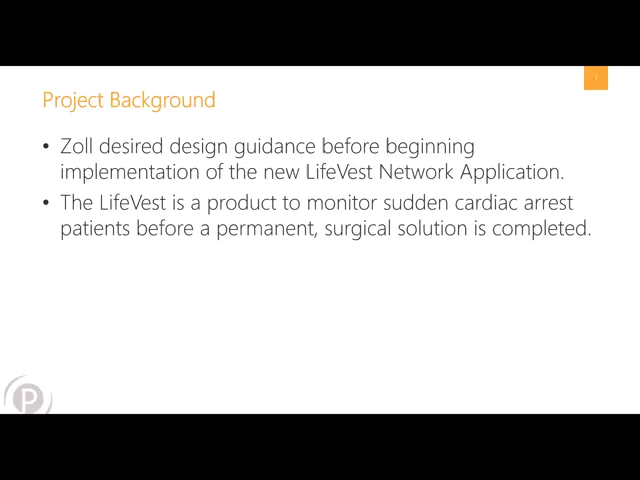 Project Background
• Zoll desired design guidance before beginning
implementation of the new LifeVest Network Application.
• The LifeVest is a product to monitor sudden cardiac arrest
patients before a permanent, surgical solution is completed.
P